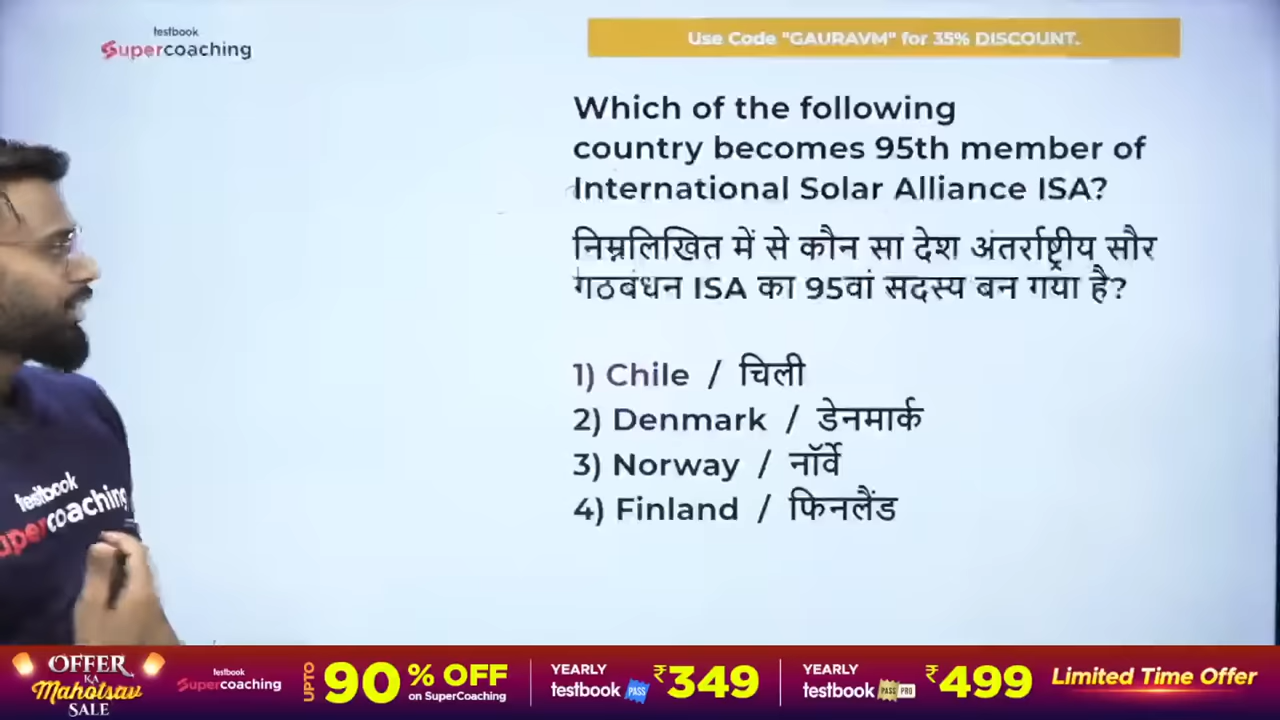 testbook
Supercoaching
Use Code "GAURAVM" for 35% DISCOUNT.
Which of the following
country becomes 95th member of
International Solar Alliance ISA?
निम्नलिखित में से कौन सा देश अंतर्राष्ट्रीय सौर
गठबंधन ISA का 95वां सदस्य बन गया है?
1) Chile / चिली
2) Denmark / डेनमार्क
3) Norway / नॉर्वे
4) Finland / फिनलैंड
testbook
supercoaching
OFFER
KA
Mahotsav
SALE
testbook
Supercoaching
UPTO
90% OFF
on SuperCoaching
YEARLY
testbook PASS
₹349
YEARLY
testbook PASS PRO
₹499
Limited Time Offer